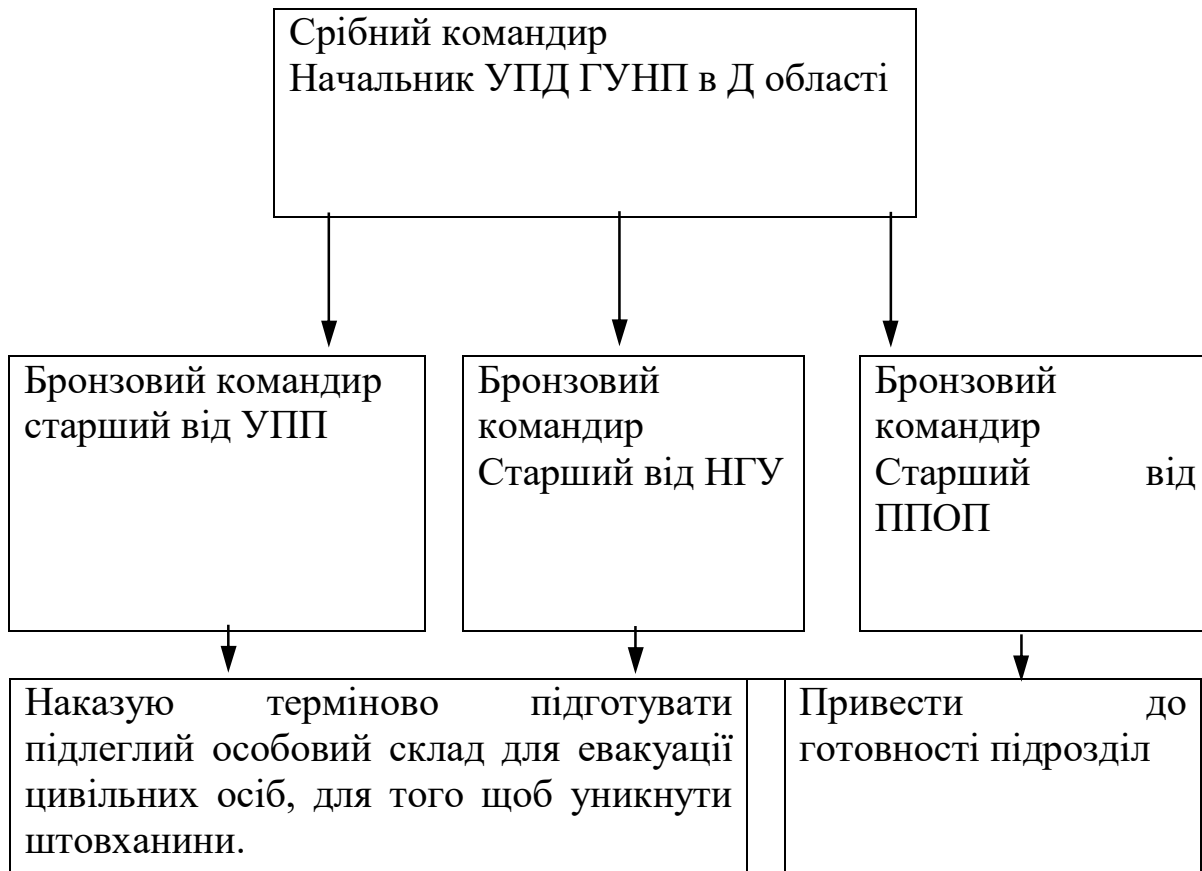 Срібний командир
Начальник УПД ГУНП в Д області
Бронзовий командир
старший від УПП
Бронзовий
командир
Старший від НГУ
Бронзовий
командир
Старший від
ППОП
Наказую терміново підготувати
підлеглий особовий склад для евакуації
цивільних осіб, для того щоб уникнути
штовханини.
Привести до
готовності підрозділ